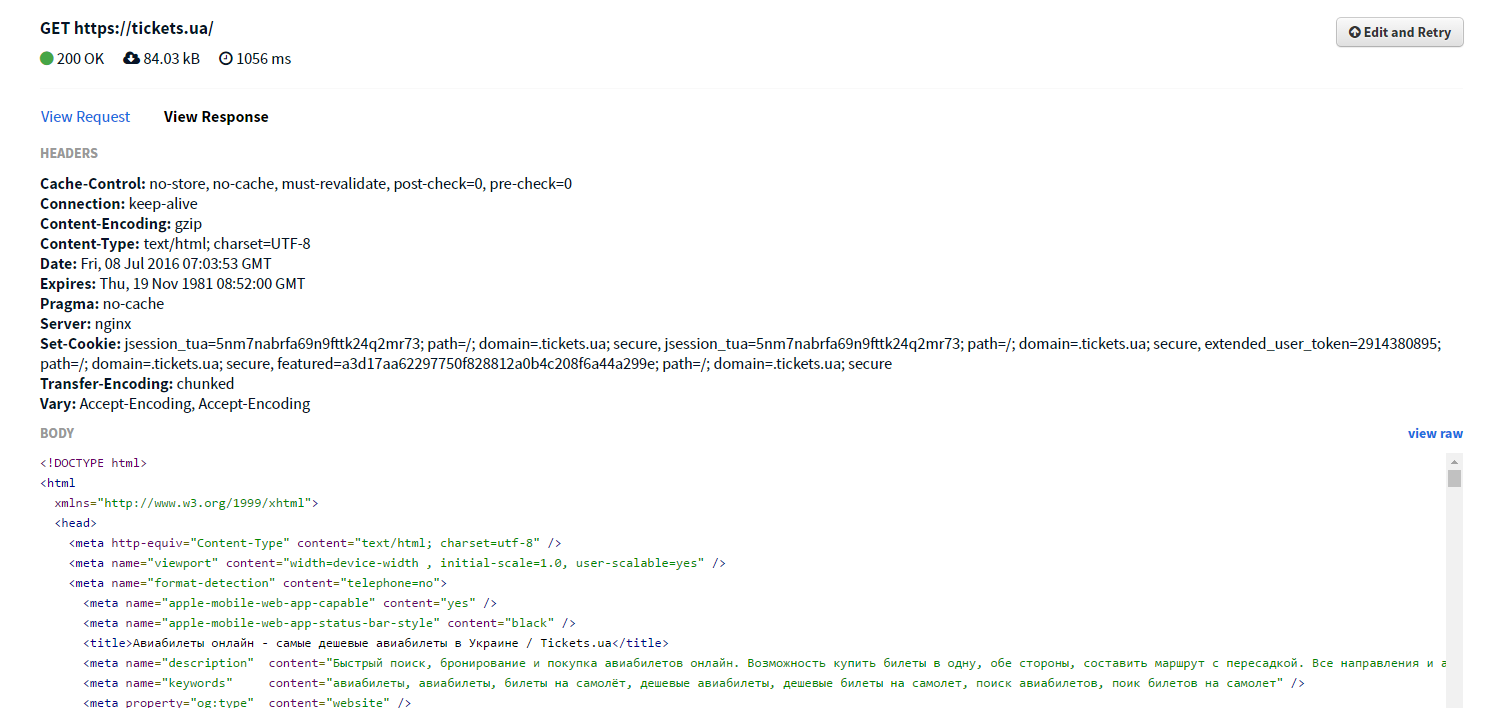 GET https://tickets.ua/
Edit and Retry
200 OK 84.03 kB 1056 ms
View Request View Response
HEADERS
Cache-Control: no-store, no-cache, must-revalidate, post-check=0, pre-check=0
Connection: keep-alive
Content-Encoding: gzip
Content-Type: text/html; charset=UTF-8
Date: Fri, 08 Jul 2016 07:03:53 GMT
Expires: Thu, 19 Nov 1981 08:52:00 GMT
Pragma: no-cache
Server: nginx
Set-Cookie: jsession_tua=5nm7nabrfa69n9fttk24q2mr73; path=/; domain=.tickets.ua; secure, jsession_tua=5nm7nabrfa69n9fttk24q2mr73; path=/; domain=.tickets.ua; secure, extended_user_token=2914380895;
path=/; domain=.tickets.ua; secure, featured=a3d17aa62297750f828812a0b4c208f6a44a299e; path=/; domain=.tickets.ua; secure
Transfer-Encoding: chunked
Vary: Accept-Encoding, Accept-Encoding
BODY
view raw
<!DOCTYPE html>
<html
xmlns="http://www.w3.org/1999/xhtml">
<head>
<meta http-equiv="Content-Type" content="text/html; charset=utf-8" />
<meta name="viewport" content="width=device-width , initial-scale=1.0, user-scalable=yes" />
<meta name="format-detection" content="telephone=no">
<meta name="apple-mobile-web-app-capable" content="yes" />
<meta name="apple-mobile-web-app-status-bar-style" content="black" />
<title>Авиабилеты онлайн - самые дешевые авиабилеты в Украине / Tickets.ua</title>
<meta name="description" content="Быстрый поиск, бронирование и покупка авиабилетов онлайн. Возможность купить билеты в одну, обе стороны, составить маршрут с пересадкой. Все направления и а
<meta name="keywords" content="авиабилеты, авиабилеты, билеты на самолёт, дешевые авиабилеты, дешевые билеты на самолет, поиск авиабилетов, поик билетов на самолет" />
<meta property="og:type" content="website" />